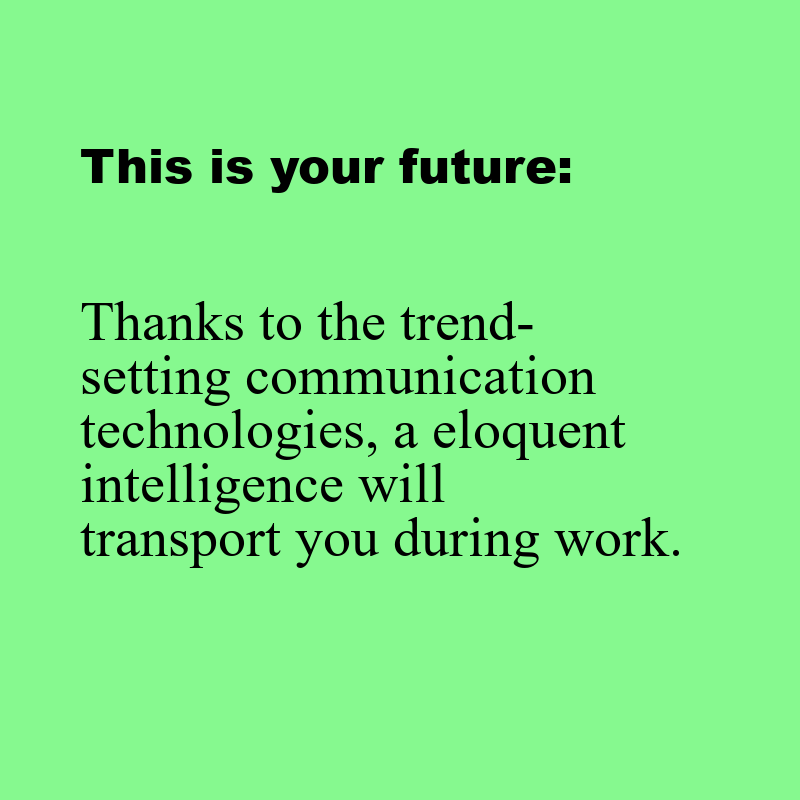 This is your future:
Thanks to the trend-
setting communication
technologies, a eloquent
intelligence will
transport you during work.